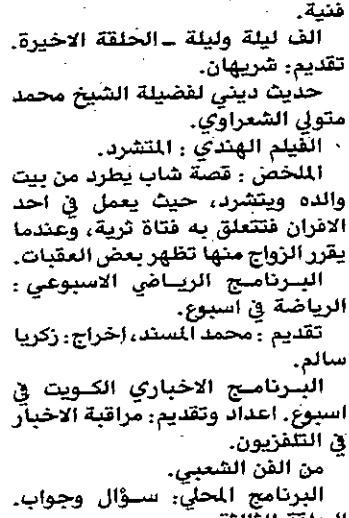 فنية.
الف ليلة وليلة ــ الحلقة الاخيرة.
تقديم: شريهان.
حديث ديني لفضيلة الشيخ محمد
متولي الشعراوي.
الفيلم الهندي : المتشرد.
الملخص : قصة شاب يطرد من بيت
والده ويتشرد، حيث يعمل في احد
الافران فتتعلق به فتاة ثرية، وعندما
يقرر الزواج منها تظهر بعض العقبات.
البرنامج الرياضي الاسبوعي :
الرياضة في اسبوع.
تقديم : محمد المسند، إخراج: زكريا
سالم.
البرنامج الاخباري الكويت في
اسبوع. اعداد وتقديم: مراقبة الاخبار
في التلفزيون.
من الفن الشعبي.
البرنامج المحلي: سؤال وجواب.